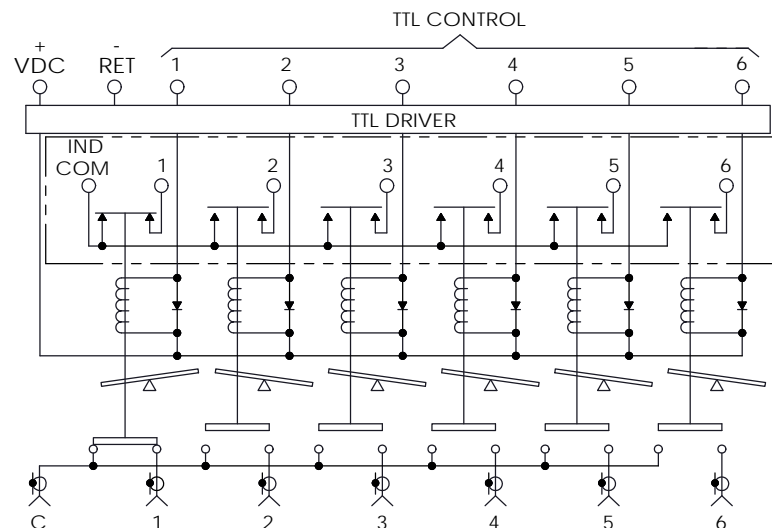 TTL CONTROL
+ -
VDC RET 1 2 3 4 5 6
TTL DRIVER
IND
COM 1 2 3 4 5 6
C 1 2 3 4 5 6